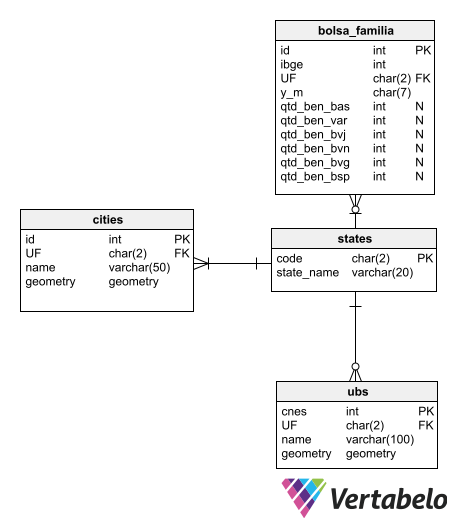 bolsa_familia
id int PK
ibge int
UF char(2) FK
y_m char(7)
qtd_ben_bas int N
qtd_ben_var int N
qtd_ben_bvj int N
qtd_ben_bvn int N
qtd_ben_bvg int N
qtd_ben_bsp int N
cities
id int PK
UF char(2) FK
name varchar(50)
geometry geometry
states
code char(2) PK
state_name varchar(20)
ubs
cnes int PK
UF char(2) FK
name varchar(100)
geometry geometry
Vertabelo